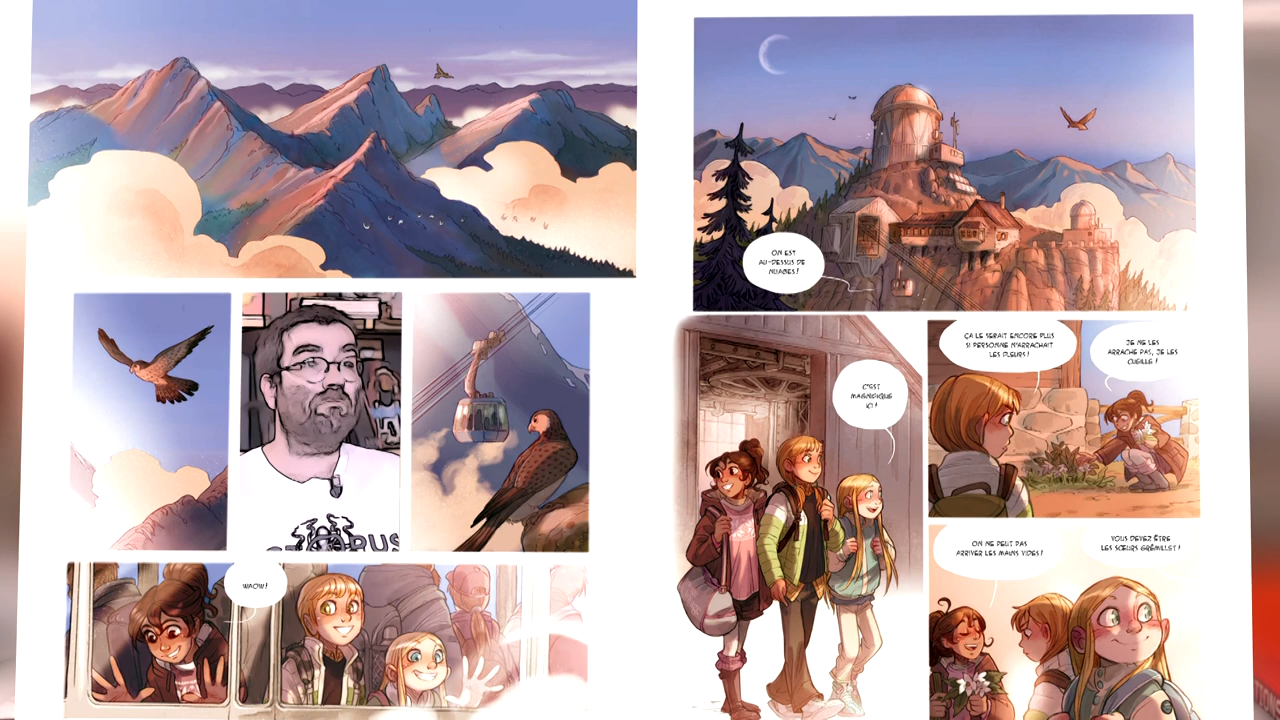 WAOW!
ON EST
AU-DESSUS DE
NUAGES!
C'EST
MAGNIFIQUE
ICI!
ÇA LE SERAIT ENCORE PLUS
SI PERSONNE N'ARRACHAIT
LES FLEURS!
JE NE LES
ARRACHE PAS, JE LES
CUEILLE!
ON NE PEUT PAS
ARRIVER LES MAINS VIDES!
VOUS DEVEZ ÊTRE
LES SŒURS GRÉMILLET!